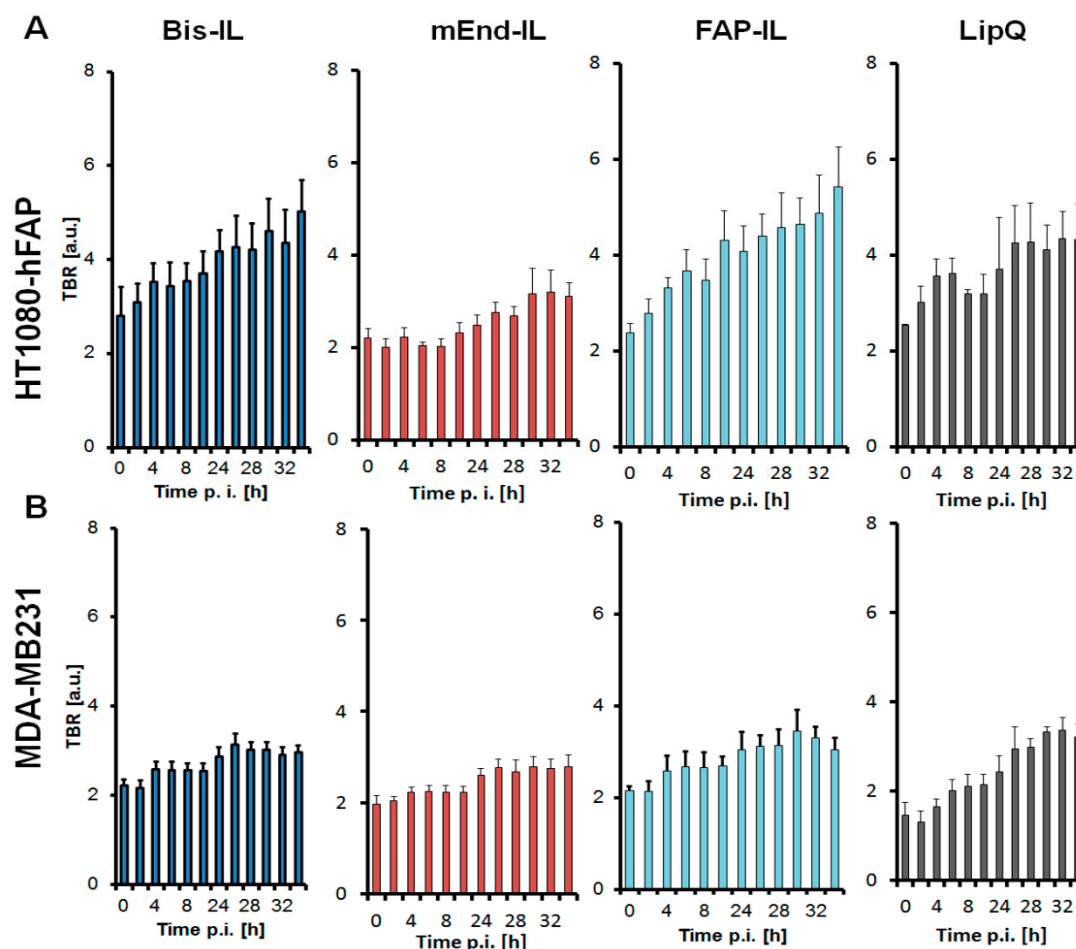 A
Bis-IL mEnd-IL FAP-IL LipQ
HT1080-hFAP
TBR [a.u.]
8 6 4 2 0
0 4 8 24 28 32
Time p. i. [h]
8 6 4 2 0
0 4 8 24 28 32
Time p. i. [h]
8 6 4 2 0
0 4 8 24 28 32
Time p.i. [h]
8 6 4 2 0
0 4 8 24 28 32
Time p.i. [h]
B
MDA-MB231
TBR [a.u.]
8 6 4 2 0
0 4 8 24 28 32
Time p.i. [h]
8 6 4 2 0
0 4 8 24 28 32
Time p.i. [h]
8 6 4 2 0
0 4 8 24 28 32
Time p.i. [h]
8 6 4 2 0
0 4 8 24 28 32
Time p.i. [h]